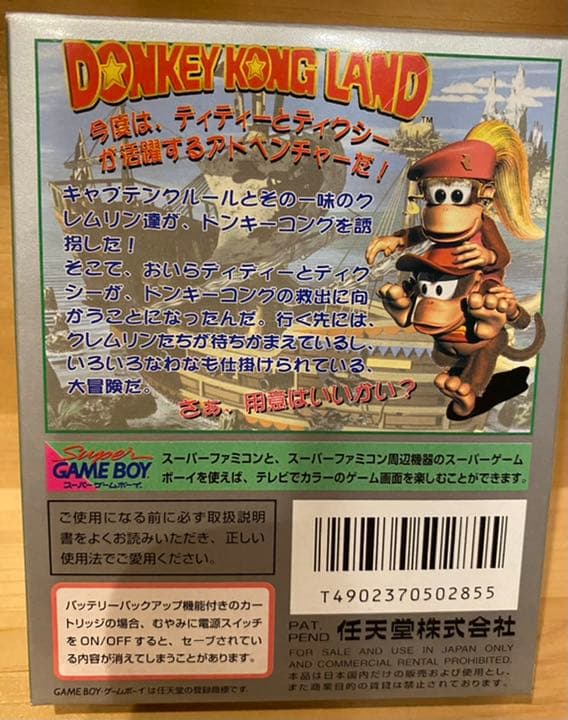 DONKEY KONG LAND
TM
今度は、ディディーとディクシー
が活躍するアドベンチャーだ！
キャプテンクルールとその一味のク
レムリン達が、ドンキーコングを誘
拐した！
そこで、おいらディディーとディク
シーが、ドンキーコングの救出に向
かうことになったんだ。行く先には、
クレムリンたちが待ちかまえているし、
いろいろなわなも仕掛けられている、
大冒険だ。
さぁ、用意はいいかい？
Super
GAME BOY
スーパーゲームボーイ
スーパーファミコンと、スーパーファミコン周辺機器のスーパーゲーム
ボーイを使えば、テレビでカラーのゲーム画面を楽しむことができます。
ご使用になる前に必ず取扱説明
書をよくお読みいただき、正しい
使用法でご愛用ください。
T4902370502855
バッテリーバックアップ機能付きのカー
トリッジの場合、むやみに電源スイッチ
をON/OFFすると、セーブされてい
る内容が消えてしまうことがあります。
PAT.
PEND
任天堂株式会社
FOR SALE AND USE IN JAPAN ONLY
AND COMMERCIAL RENTAL PROHIBITED.
本品は日本国内だけの販売および使用とし、
また商業目的の賃貸は禁止されております。
GAME BOY・ゲームボーイは任天堂の登録商標です。